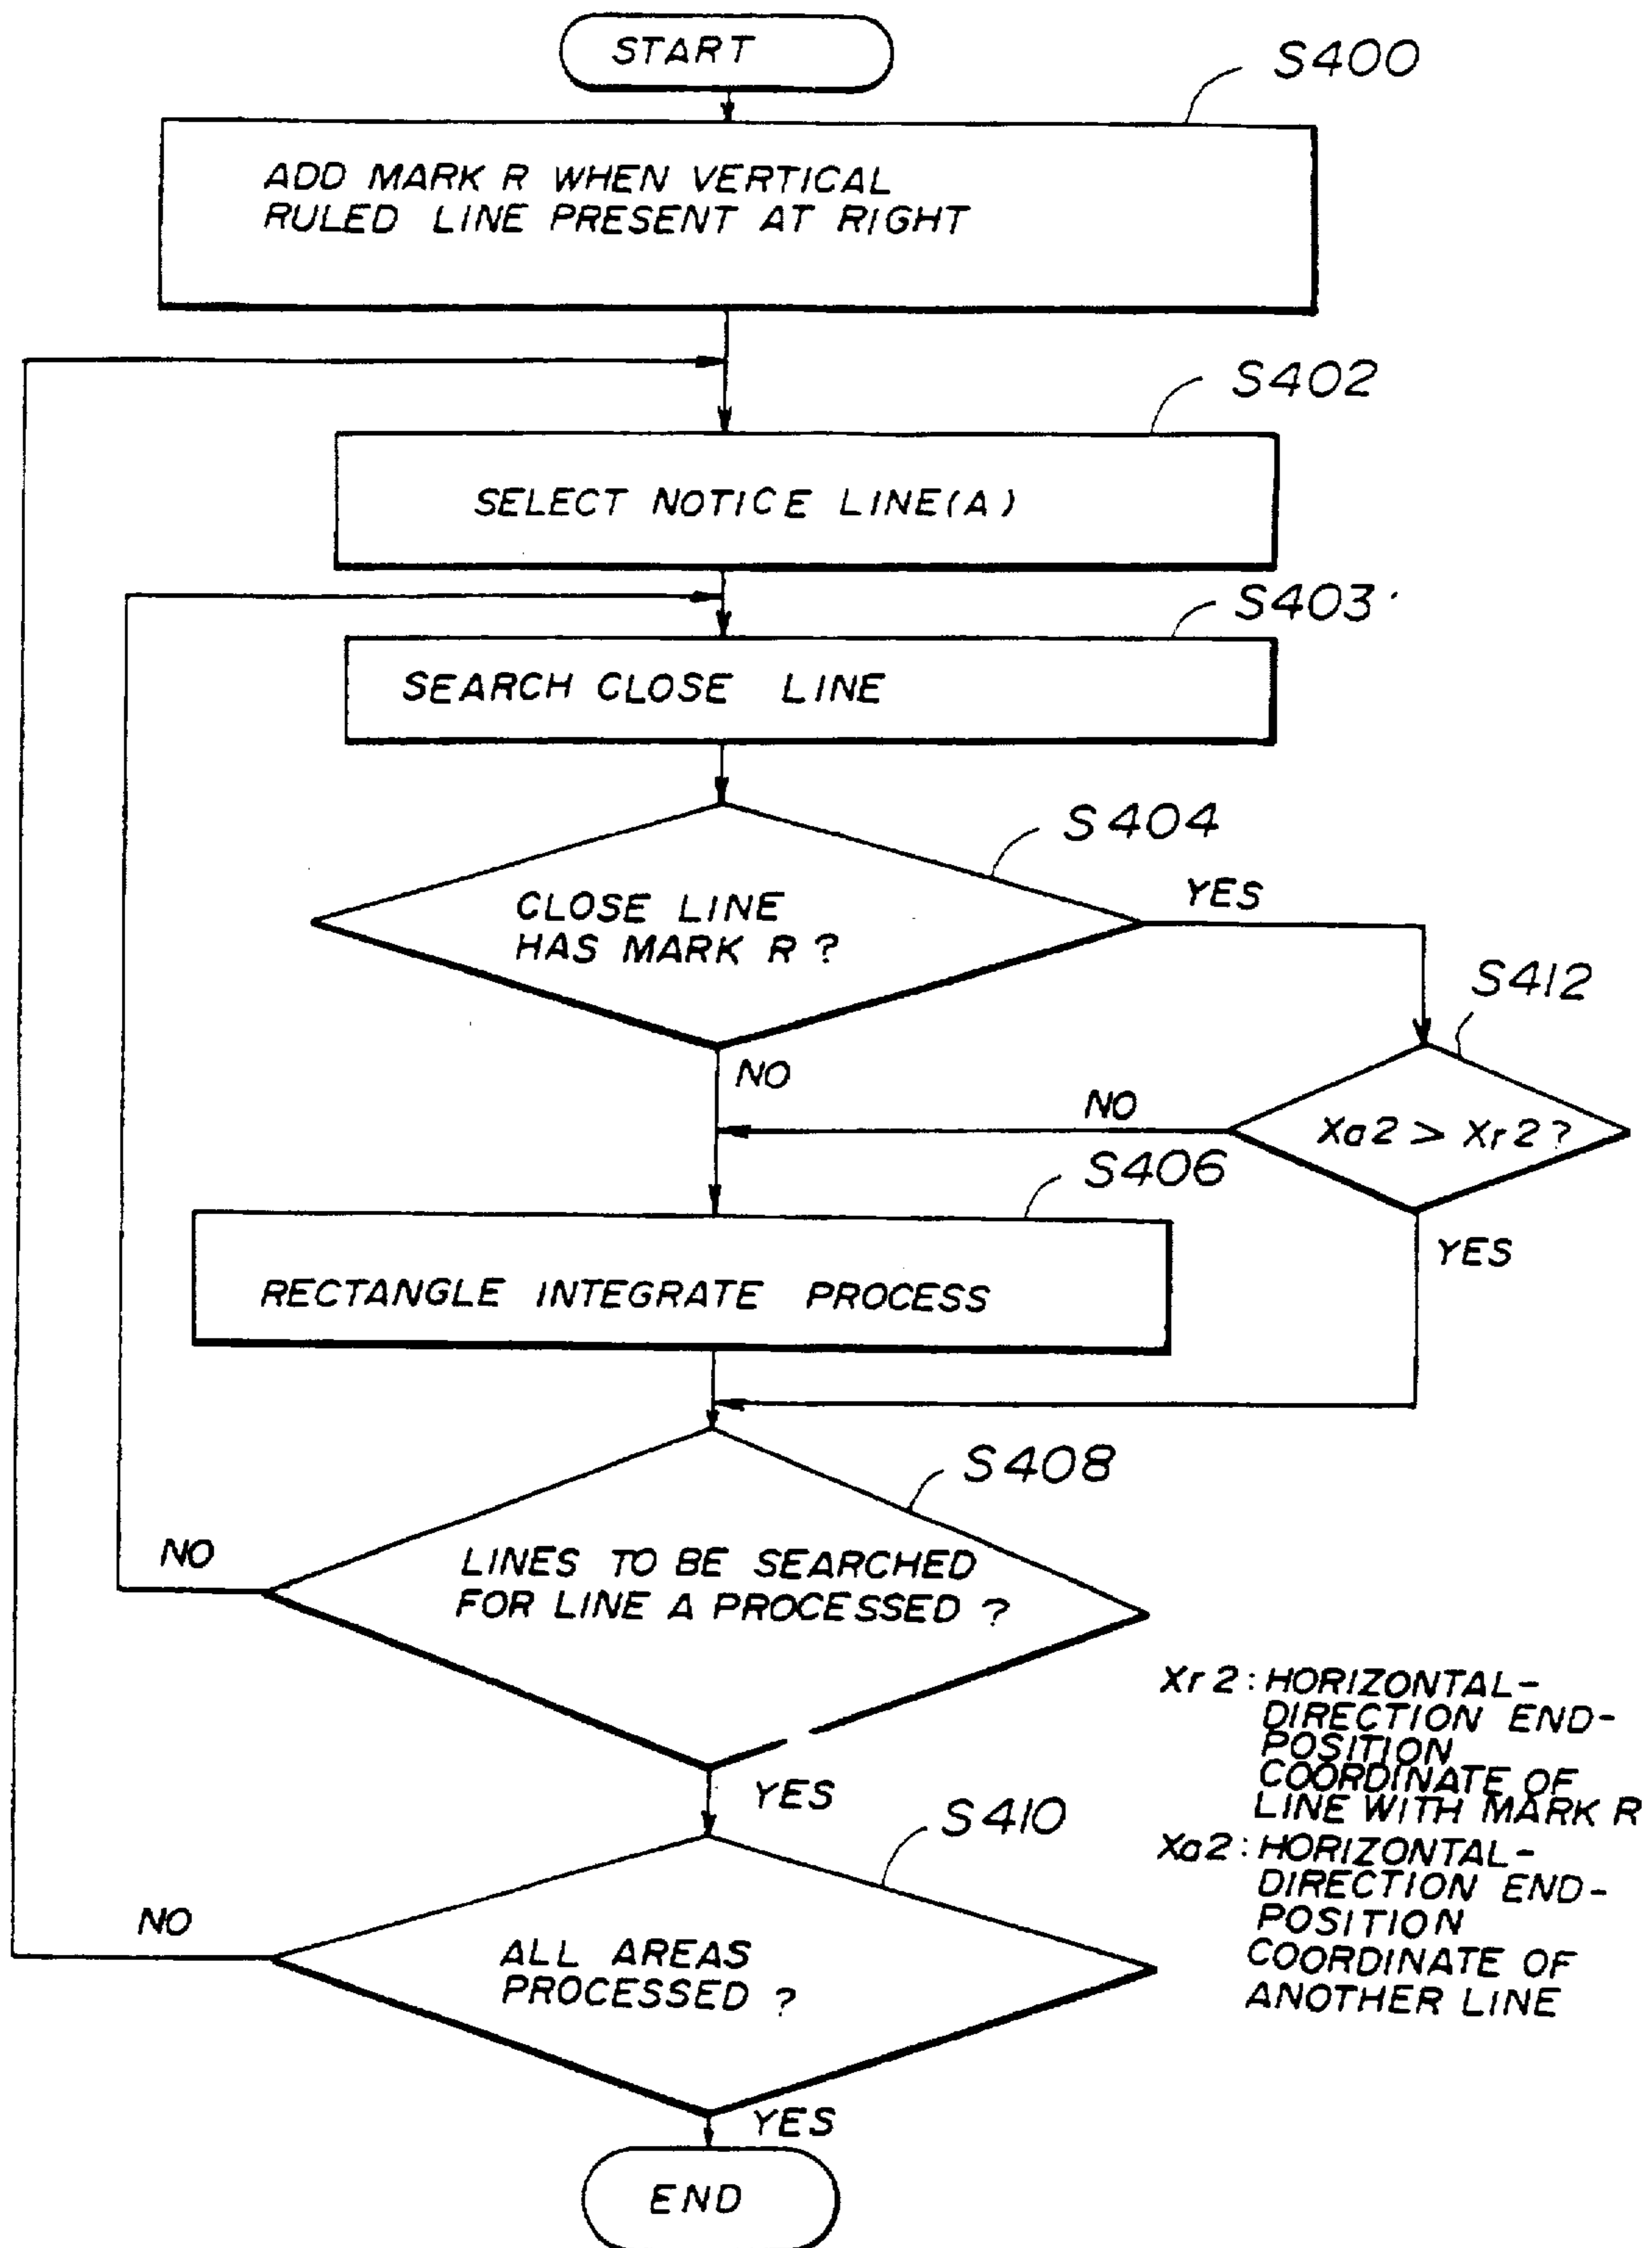 START
S400
ADD MARK R WHEN VERTICAL
RULED LINE PRESENT AT RIGHT
S402
SELECT NOTICE LINE(A)
S403
SEARCH CLOSE LINE
S404
CLOSE LINE
HAS MARK R ?
YES
S412
NO
NO
Xa2 > Xr2?
S406
YES
RECTANGLE INTEGRATE PROCESS
S408
NO
LINES TO BE SEARCHED
FOR LINE A PROCESSED ?
Xr2: HORIZONTAL-
DIRECTION END-
POSITION
COORDINATE OF
LINE WITH MARK R
YES
S410
Xa2: HORIZONTAL-
DIRECTION END-
POSITION
COORDINATE OF
ANOTHER LINE
NO
ALL AREAS
PROCESSED ?
YES
END